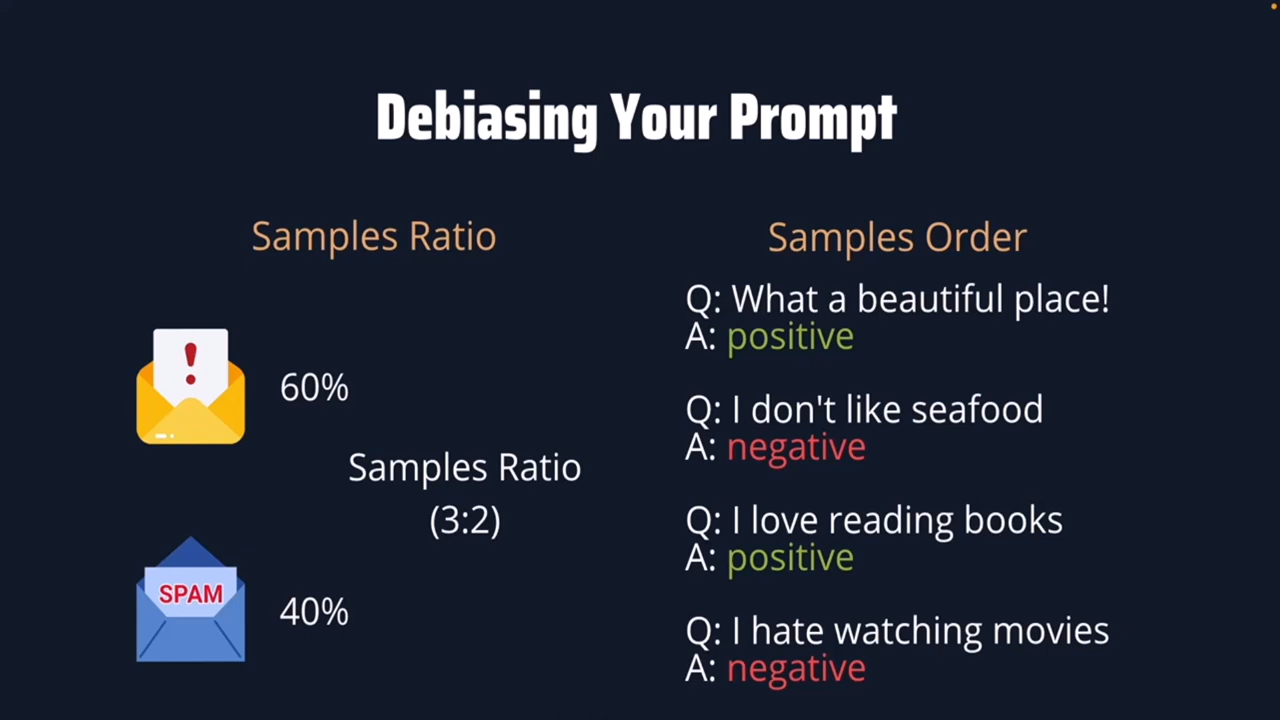 Debiasing Your Prompt
Samples Ratio
!
60%
Samples Ratio
(3:2)
SPAM
40%
Samples Order
Q: What a beautiful place!
A: positive
Q: I don't like seafood
A: negative
Q: I love reading books
A: positive
Q: I hate watching movies
A: negative